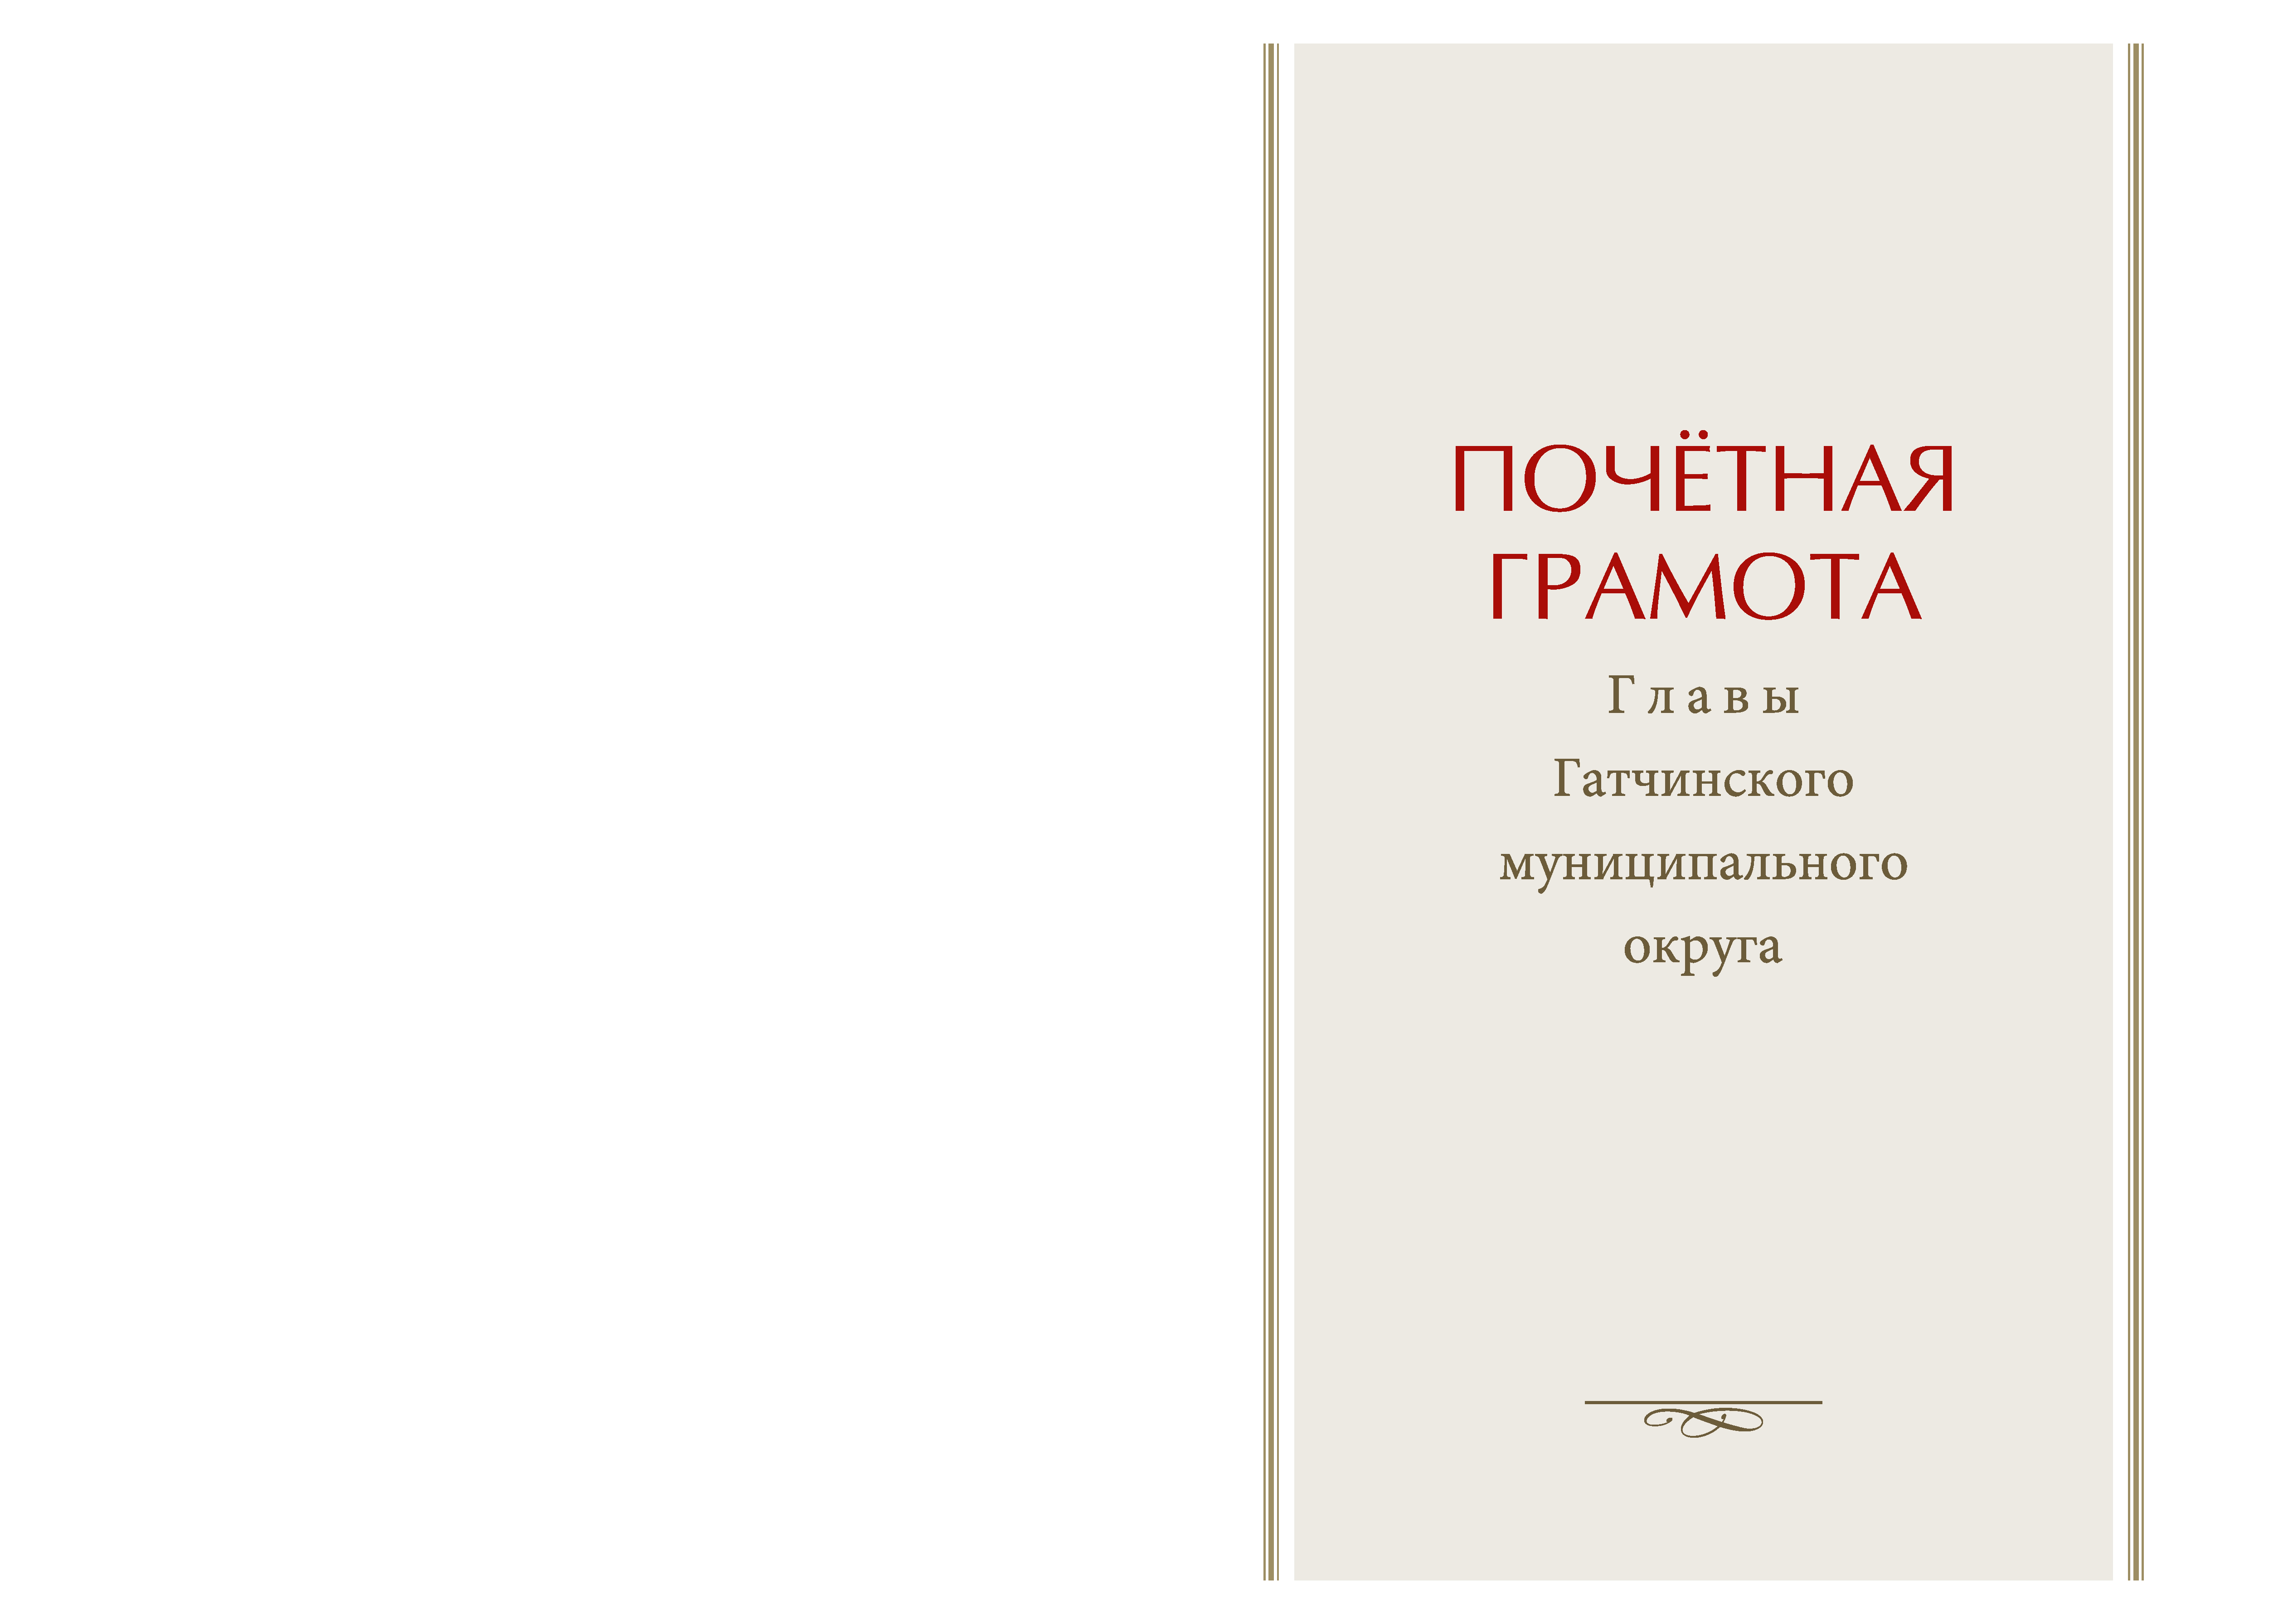 ПОЧЁТНАЯ
ГРАМОТА
Главы
Гатчинского
муниципального
округа